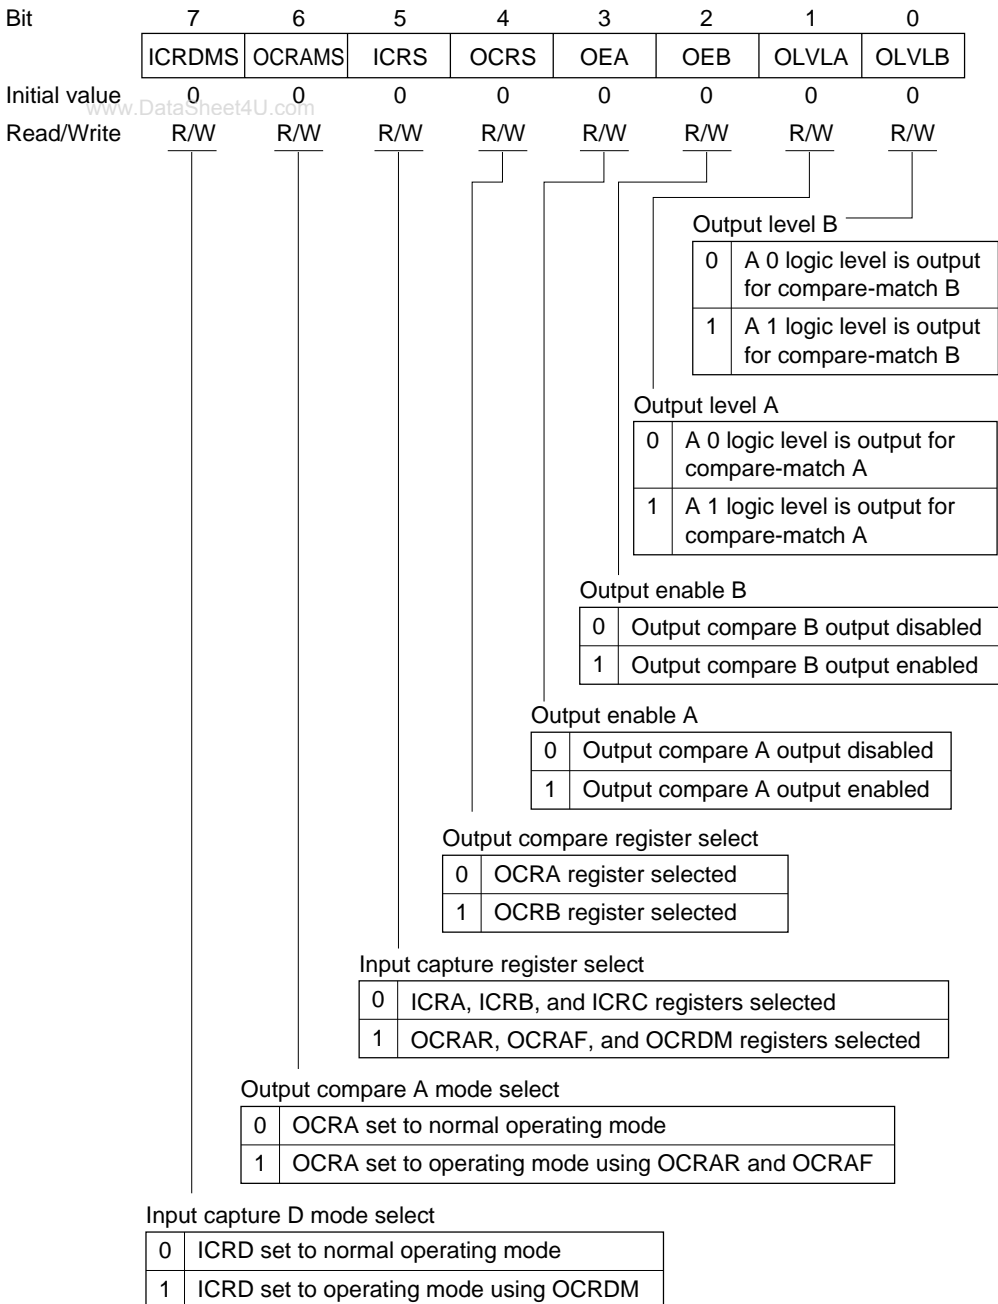 Bit 7 6 5 4 3 2 1 0
ICRDMS OCRAMS ICRS OCRS OEA OEB OLVLA OLVLB
Initial value 0 0 0 0 0 0 0 0
www.DataSheet4U.com
Read/Write R/W R/W R/W R/W R/W R/W R/W R/W
Output level B
0 A 0 logic level is output
for compare-match B
1 A 1 logic level is output
for compare-match B
Output level A
0 A 0 logic level is output for
compare-match A
1 A 1 logic level is output for
compare-match A
Output enable B
0 Output compare B output disabled
1 Output compare B output enabled
Output enable A
0 Output compare A output disabled
1 Output compare A output enabled
Output compare register select
0 OCRA register selected
1 OCRB register selected
Input capture register select
0 ICRA, ICRB, and ICRC registers selected
1 OCRAR, OCRAF, and OCRDM registers selected
Output compare A mode select
0 OCRA set to normal operating mode
1 OCRA set to operating mode using OCRAR and OCRAF
Input capture D mode select
0 ICRD set to normal operating mode
1 ICRD set to operating mode using OCRDM